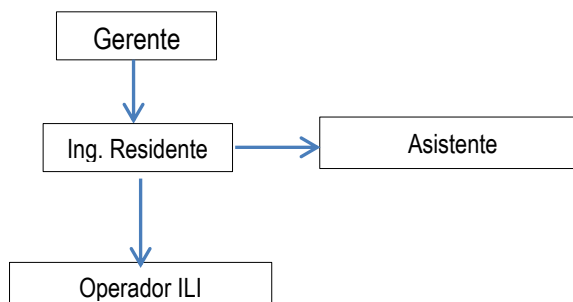 Gerente
Ing. Residente
Asistente
Operador ILI